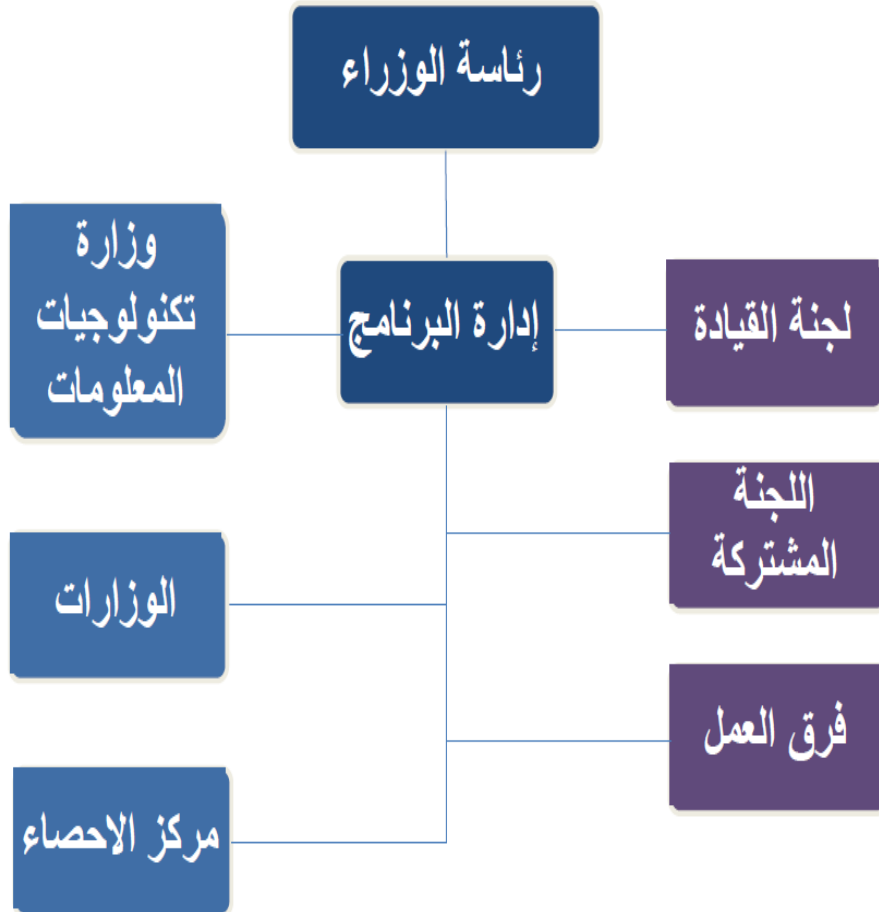 رئاسة الوزراء
لجنة القيادة
إدارة البرنامج
وزارة
تكنولوجيات
المعلومات
اللجنة
المشتركة
الوزارات
فرق العمل
مركز الاحصاء